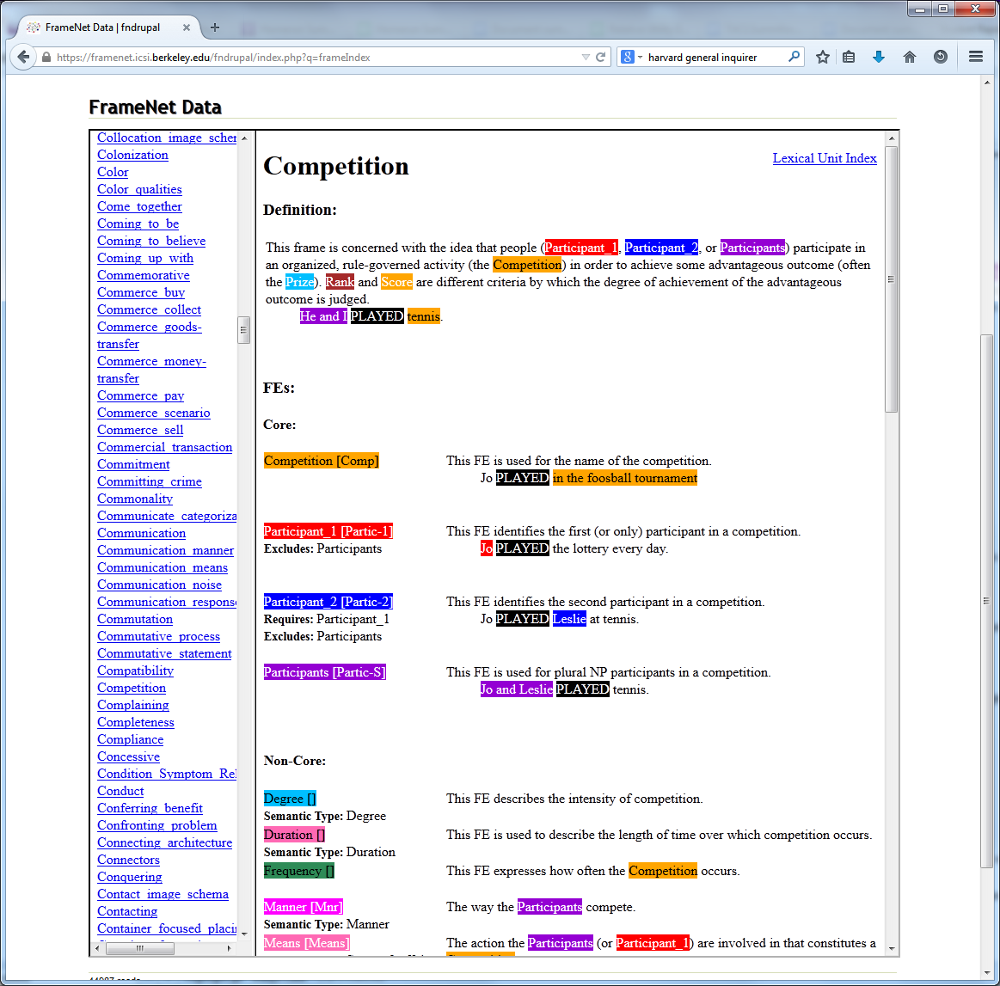 FrameNet Data | fndrupal
https://framenet.icsi.berkeley.edu/fndrupal/index.php?q=frameIndex
harvard general inquirer
FrameNet Data
Collocation_image_schem
Colonization
Color
Color_qualities
Come_together
Coming_to_be
Coming_to_believe
Coming_up_with
Commemorative
Commerce_buy
Commerce_collect
Commerce_goods-
transfer
Commerce_money-
transfer
Commerce_pay
Commerce_scenario
Commerce_sell
Commercial_transaction
Commitment
Committing_crime
Commonality
Communicate_categoriza
Communication
Communication_manner
Communication_means
Communication_noise
Communication_response
Commutation
Commutative_process
Commutative_statement
Compatibility
Competition
Complaining
Completeness
Compliance
Concessive
Condition_Symptom_Rel
Conduct
Conferring_benefit
Confronting_problem
Connecting_architecture
Connectors
Conquering
Contact_image_schema
Contacting
Container_focused_placin
Competition
Lexical Unit Index
Definition:
This frame is concerned with the idea that people (Participant_1, Participant_2, or Participants) participate in
an organized, rule-governed activity (the Competition) in order to achieve some advantageous outcome (often
the Prize). Rank and Score are different criteria by which the degree of achievement of the advantageous
outcome is judged.
He and I PLAYED tennis.
FEs:
Core:
Competition [Comp]
This FE is used for the name of the competition.
Jo PLAYED in the foosball tournament
Participant_1 [Partic-1]
Excludes: Participants
This FE identifies the first (or only) participant in a competition.
Jo PLAYED the lottery every day.
Participant_2 [Partic-2]
Requires: Participant_1
Excludes: Participants
This FE identifies the second participant in a competition.
Jo PLAYED Leslie at tennis.
Participants [Partic-S]
This FE is used for plural NP participants in a competition.
Jo and Leslie PLAYED tennis.
Non-Core:
Degree []
Semantic Type: Degree
This FE describes the intensity of competition.
Duration []
Semantic Type: Duration
This FE is used to describe the length of time over which competition occurs.
Frequency []
This FE expresses how often the Competition occurs.
Manner [Mnr]
Semantic Type: Manner
The way the Participants compete.
Means [Means]
The action the Participants (or Participant_1) are involved in that constitutes a